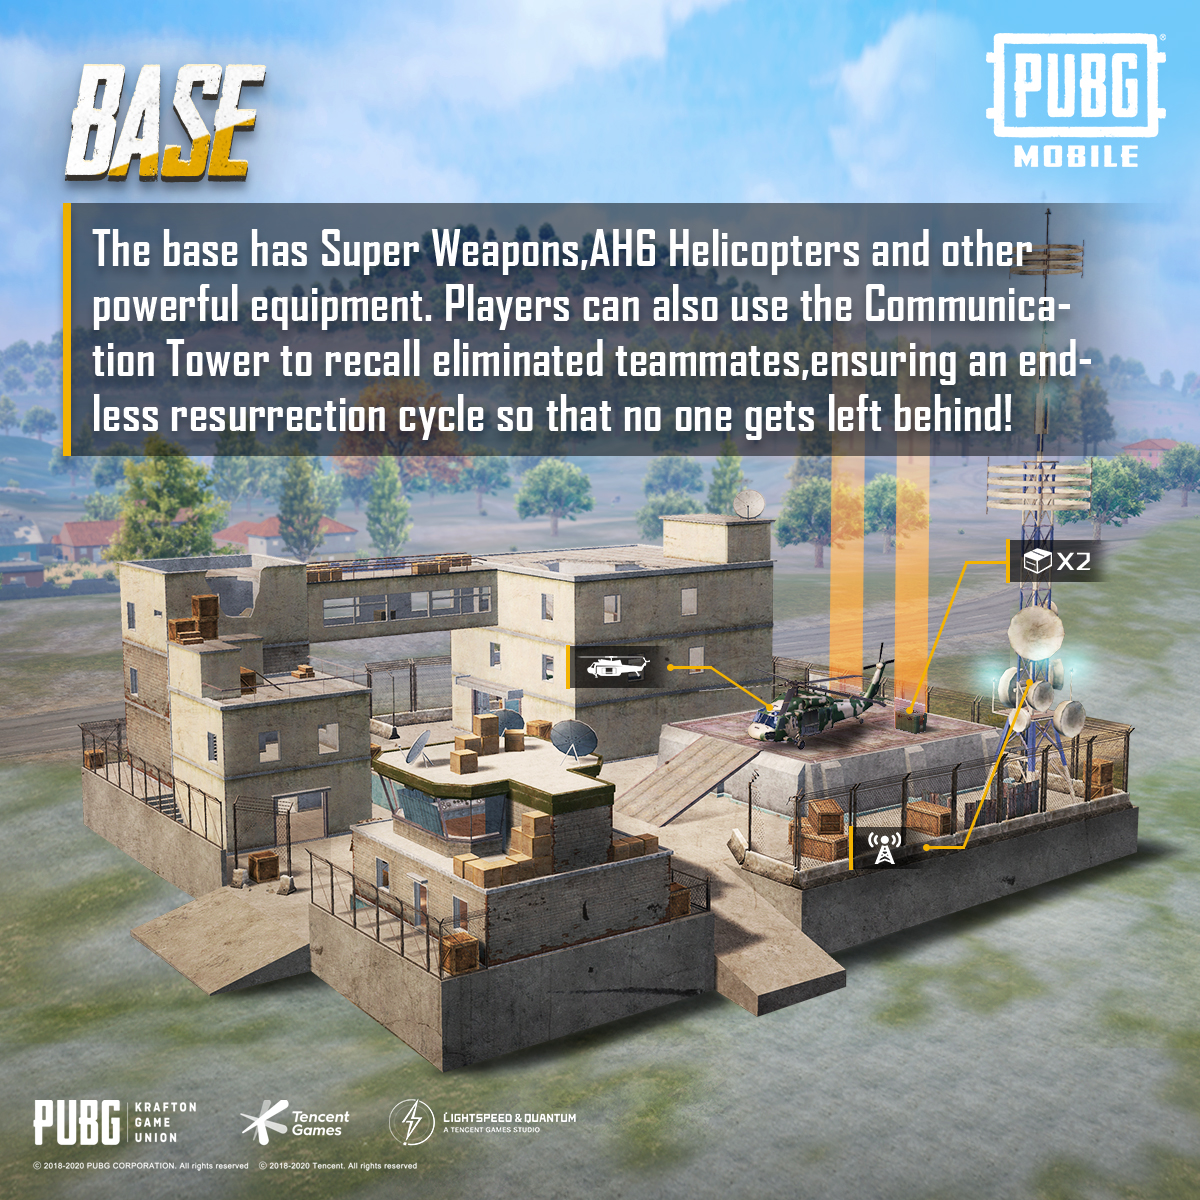 BASE
PUBG®
MOBILE
The base has Super Weapons,AH6 Helicopters and other
powerful equipment. Players can also use the Communica-
tion Tower to recall eliminated teammates,ensuring an end-
less resurrection cycle so that no one gets left behind!
X2
PUBG
KRAFTON
GAME
UNION
Tencent
Games
LIGHTSPEED & QUANTUM
A TENCENT GAMES STUDIO
© 2018-2020 PUBG CORPORATION. All rights reserved
© 2018-2020 Tencent. All rights reserved